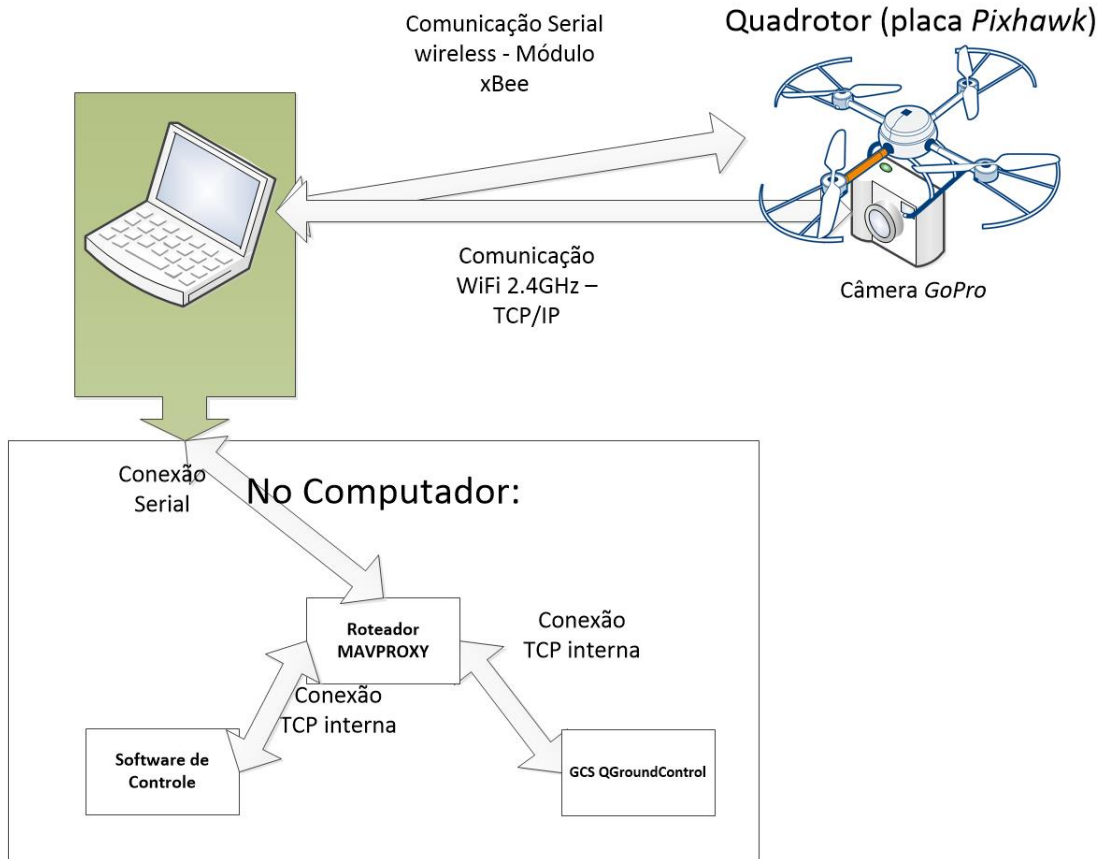 Comunicação Serial
wireless - Módulo
xBee
Quadrotor (placa Pixhawk)
Comunicação
WiFi 2.4GHz –
TCP/IP
Câmera GoPro
Conexão
Serial
No Computador:
Roteador
MAVPROXY
Conexão
TCP interna
Conexão
TCP interna
Software de
Controle
GCS QGroundControl